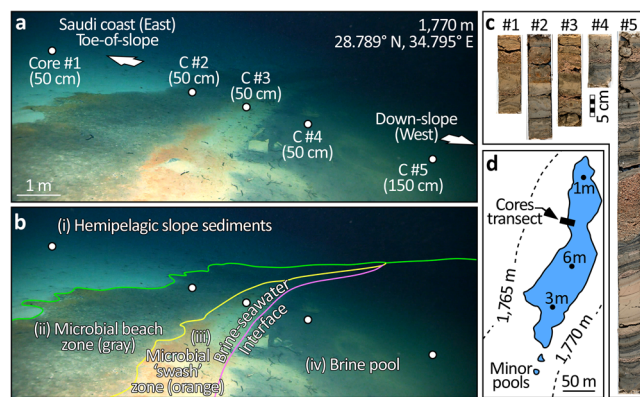 a
Saudi coast (East)
Toe-of-slope
1,770 m
28.789° N, 34.795° E
Core #1
(50 cm)
C #2
(50 cm)
C #3
(50 cm)
C #4
(50 cm)
Down-slope
(West)
C #5
(150 cm)
1 m
b
(i) Hemipelagic slope sediments
(ii) Microbial beach
zone (gray)
(iii)
Microbial
'swash'
zone (orange)
Brine-seawater
Interface
(iv) Brine pool
c
#1
#2
#3
#4
#5
5 cm
d
1m
Cores
transect
6m
3m
1,765 m
1,770 m
Minor
pools
50 m